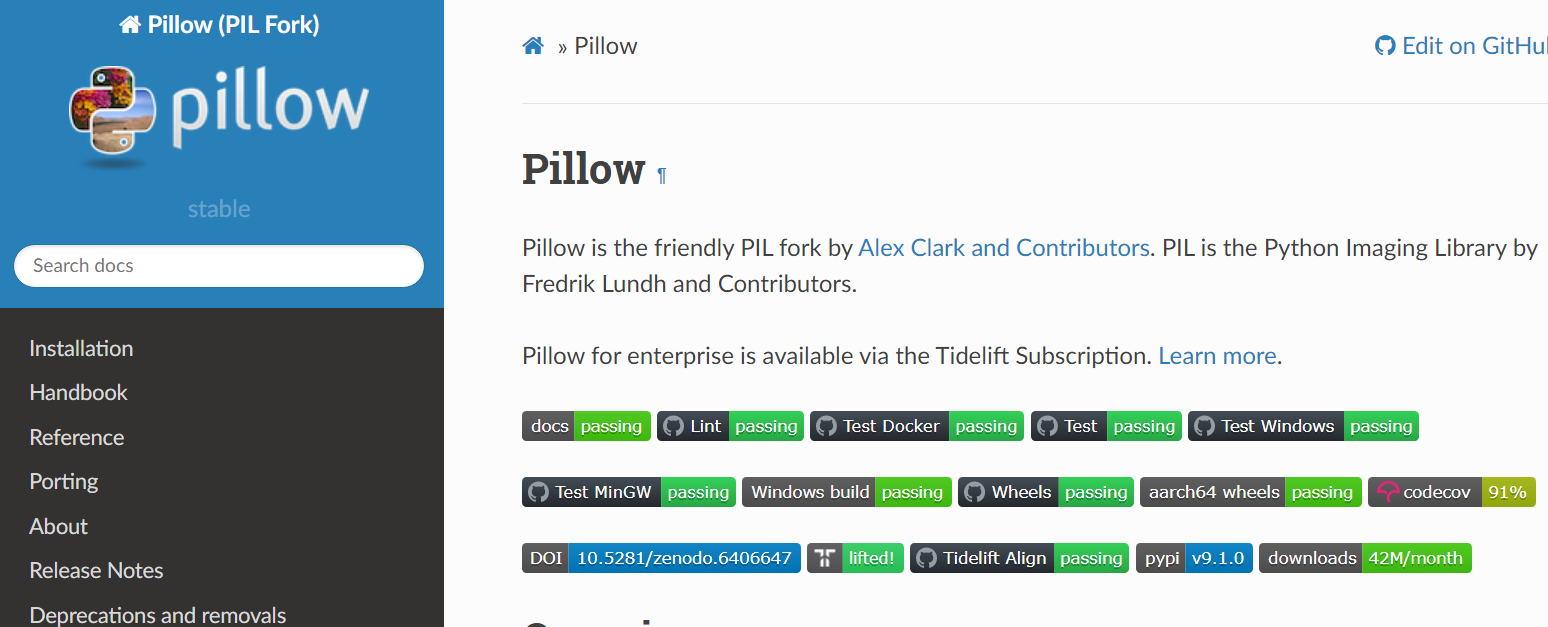 Pillow (PIL Fork)
pillow
stable
Search docs
Installation
Handbook
Reference
Porting
About
Release Notes
Deprecations and removals
» Pillow
Edit on GitHu
Pillow ¶
Pillow is the friendly PIL fork by Alex Clark and Contributors. PIL is the Python Imaging Library by
Fredrik Lundh and Contributors.
Pillow for enterprise is available via the Tidelift Subscription. Learn more.
docs passing Lint passing Test Docker passing Test passing Test Windows passing
Test MinGW passing Windows build passing Wheels passing aarch64 wheels passing codecov 91%
DOI 10.5281/zenodo.6406647 lifted! Tidelift Align passing pypi v9.1.0 downloads 42M/month